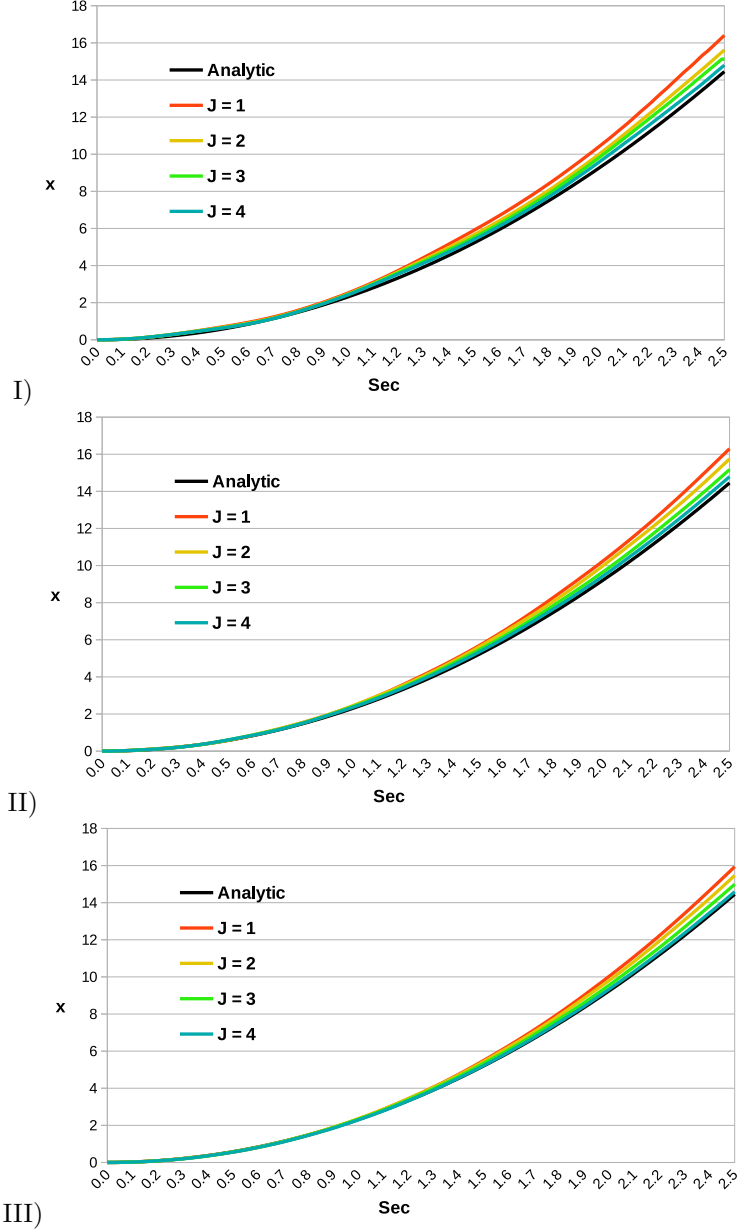 18
16
14
12
10
8
6
4
2
0
x
Analytic
J = 1
J = 2
J = 3
J = 4
0.0 0.1 0.2 0.3 0.4 0.5 0.6 0.7 0.8 0.9 1.0 1.1 1.2 1.3 1.4 1.5 1.6 1.7 1.8 1.9 2.0 2.1 2.2 2.3 2.4 2.5
Sec
I)
18
16
14
12
10
8
6
4
2
0
x
Analytic
J = 1
J = 2
J = 3
J = 4
0.0 0.1 0.2 0.3 0.4 0.5 0.6 0.7 0.8 0.9 1.0 1.1 1.2 1.3 1.4 1.5 1.6 1.7 1.8 1.9 2.0 2.1 2.2 2.3 2.4 2.5
Sec
II)
18
16
14
12
10
8
6
4
2
0
x
Analytic
J = 1
J = 2
J = 3
J = 4
0.0 0.1 0.2 0.3 0.4 0.5 0.6 0.7 0.8 0.9 1.0 1.1 1.2 1.3 1.4 1.5 1.6 1.7 1.8 1.9 2.0 2.1 2.2 2.3 2.4 2.5
Sec
III)